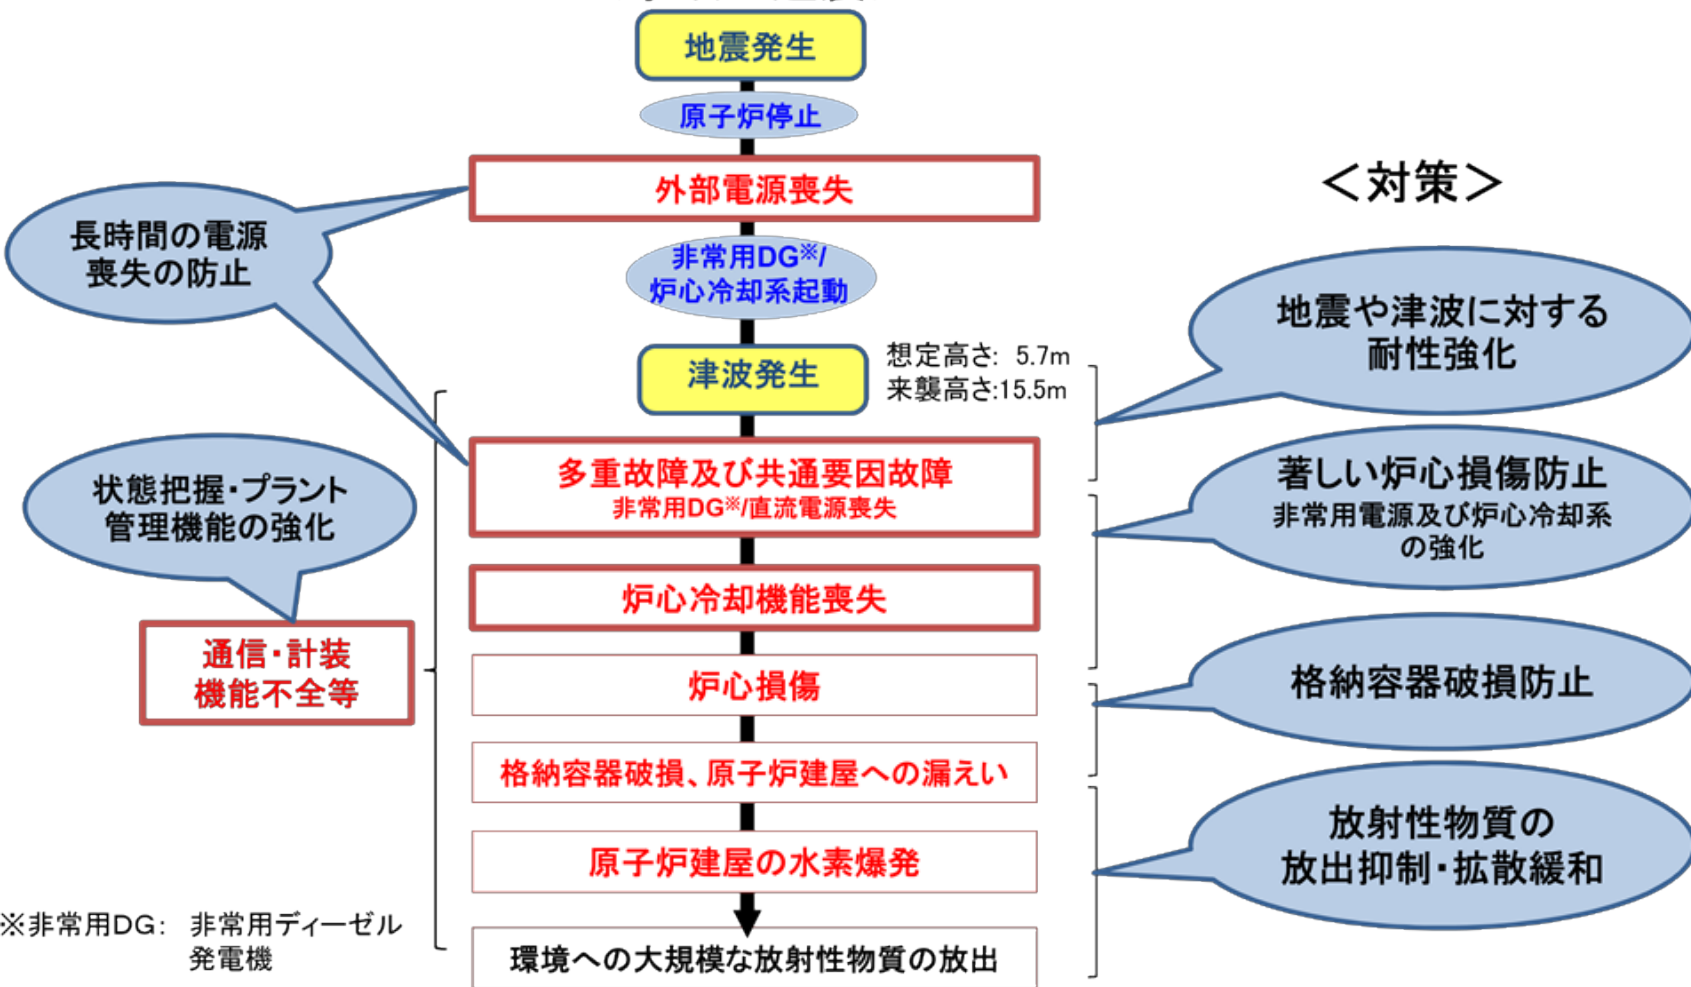 地震発生
原子炉停止
外部電源喪失
<対策>
長時間の電源
喪失の防止
非常用DG※/
炉心冷却系起動
地震や津波に対する
耐性強化
津波発生
想定高さ: 5.7m
来襲高さ:15.5m
多重故障及び共通要因故障
非常用DG※/直流電源喪失
状態把握・プラント
管理機能の強化
著しい炉心損傷防止
非常用電源及び炉心冷却系
の強化
炉心冷却機能喪失
通信・計装
機能不全等
炉心損傷
格納容器破損防止
格納容器破損、原子炉建屋への漏えい
原子炉建屋の水素爆発
放射性物質の
放出抑制・拡散緩和
※非常用DG: 非常用ディーゼル
発電機
環境への大規模な放射性物質の放出